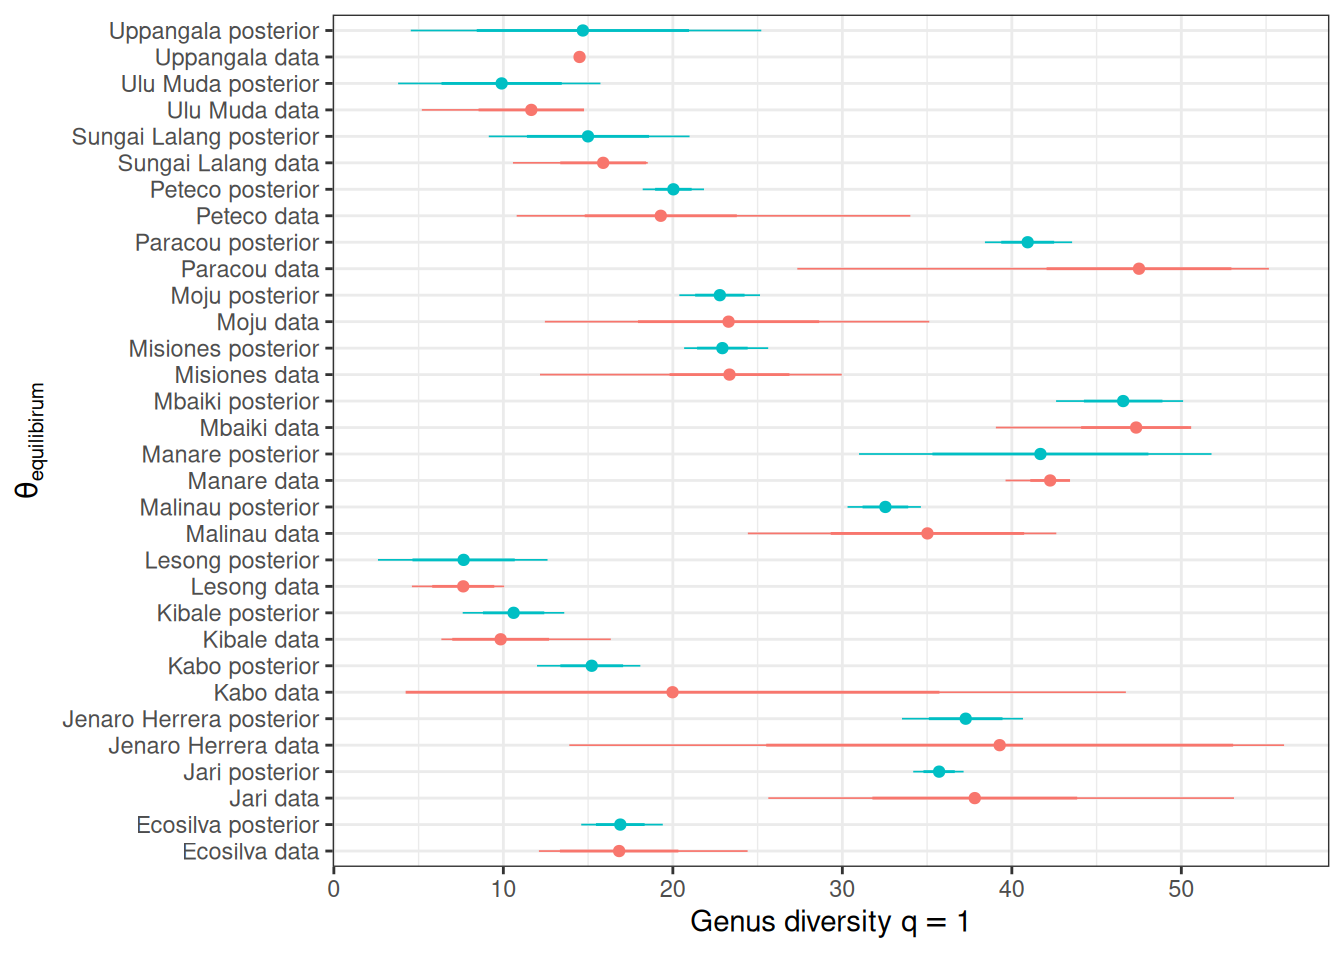 Uppangala posterior
Uppangala data
Ulu Muda posterior
Ulu Muda data
Sungai Lalang posterior
Sungai Lalang data
Peteco posterior
Peteco data
Paracou posterior
Paracou data
Moju posterior
Moju data
Misiones posterior
Misiones data
Mbaiki posterior
Mbaiki data
Manare posterior
Manare data
Malinau posterior
Malinau data
Lesong posterior
Lesong data
Kibale posterior
Kibale data
Kabo posterior
Kabo data
Jenaro Herrera posterior
Jenaro Herrera data
Jari posterior
Jari data
Ecosilva posterior
Ecosilva data
θequilibirum
0 10 20 30 40 50
Genus diversity q = 1